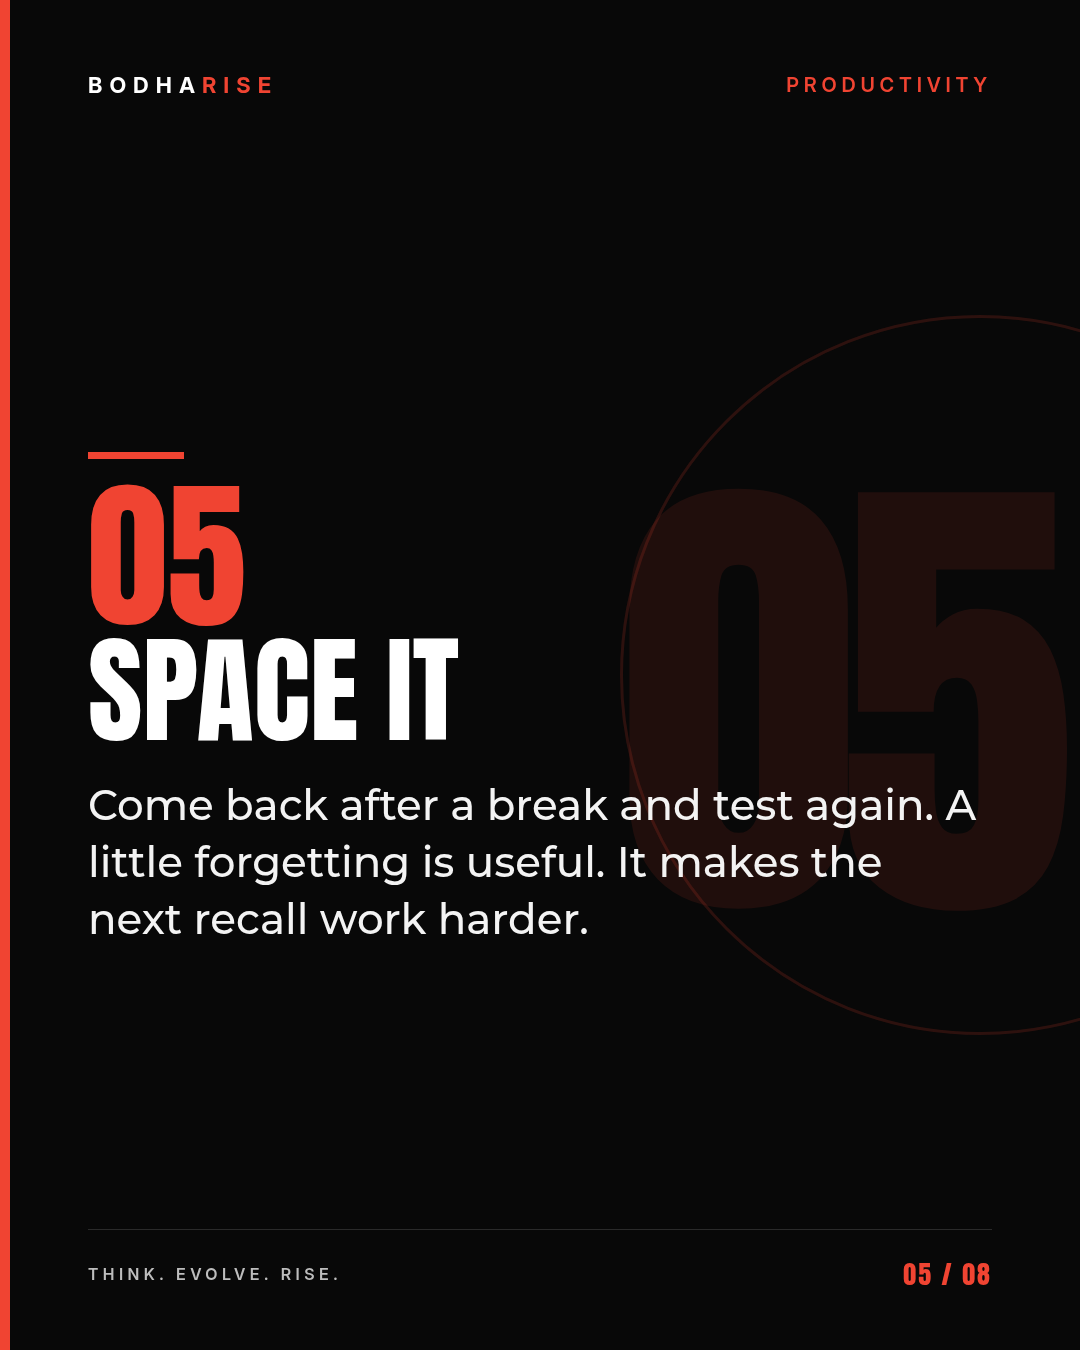 BODHARISE
PRODUCTIVITY
05
05
SPACE IT
Come back after a break and test again. A
little forgetting is useful. It makes the
next recall work harder.
THINK. EVOLVE. RISE.
05 / 08